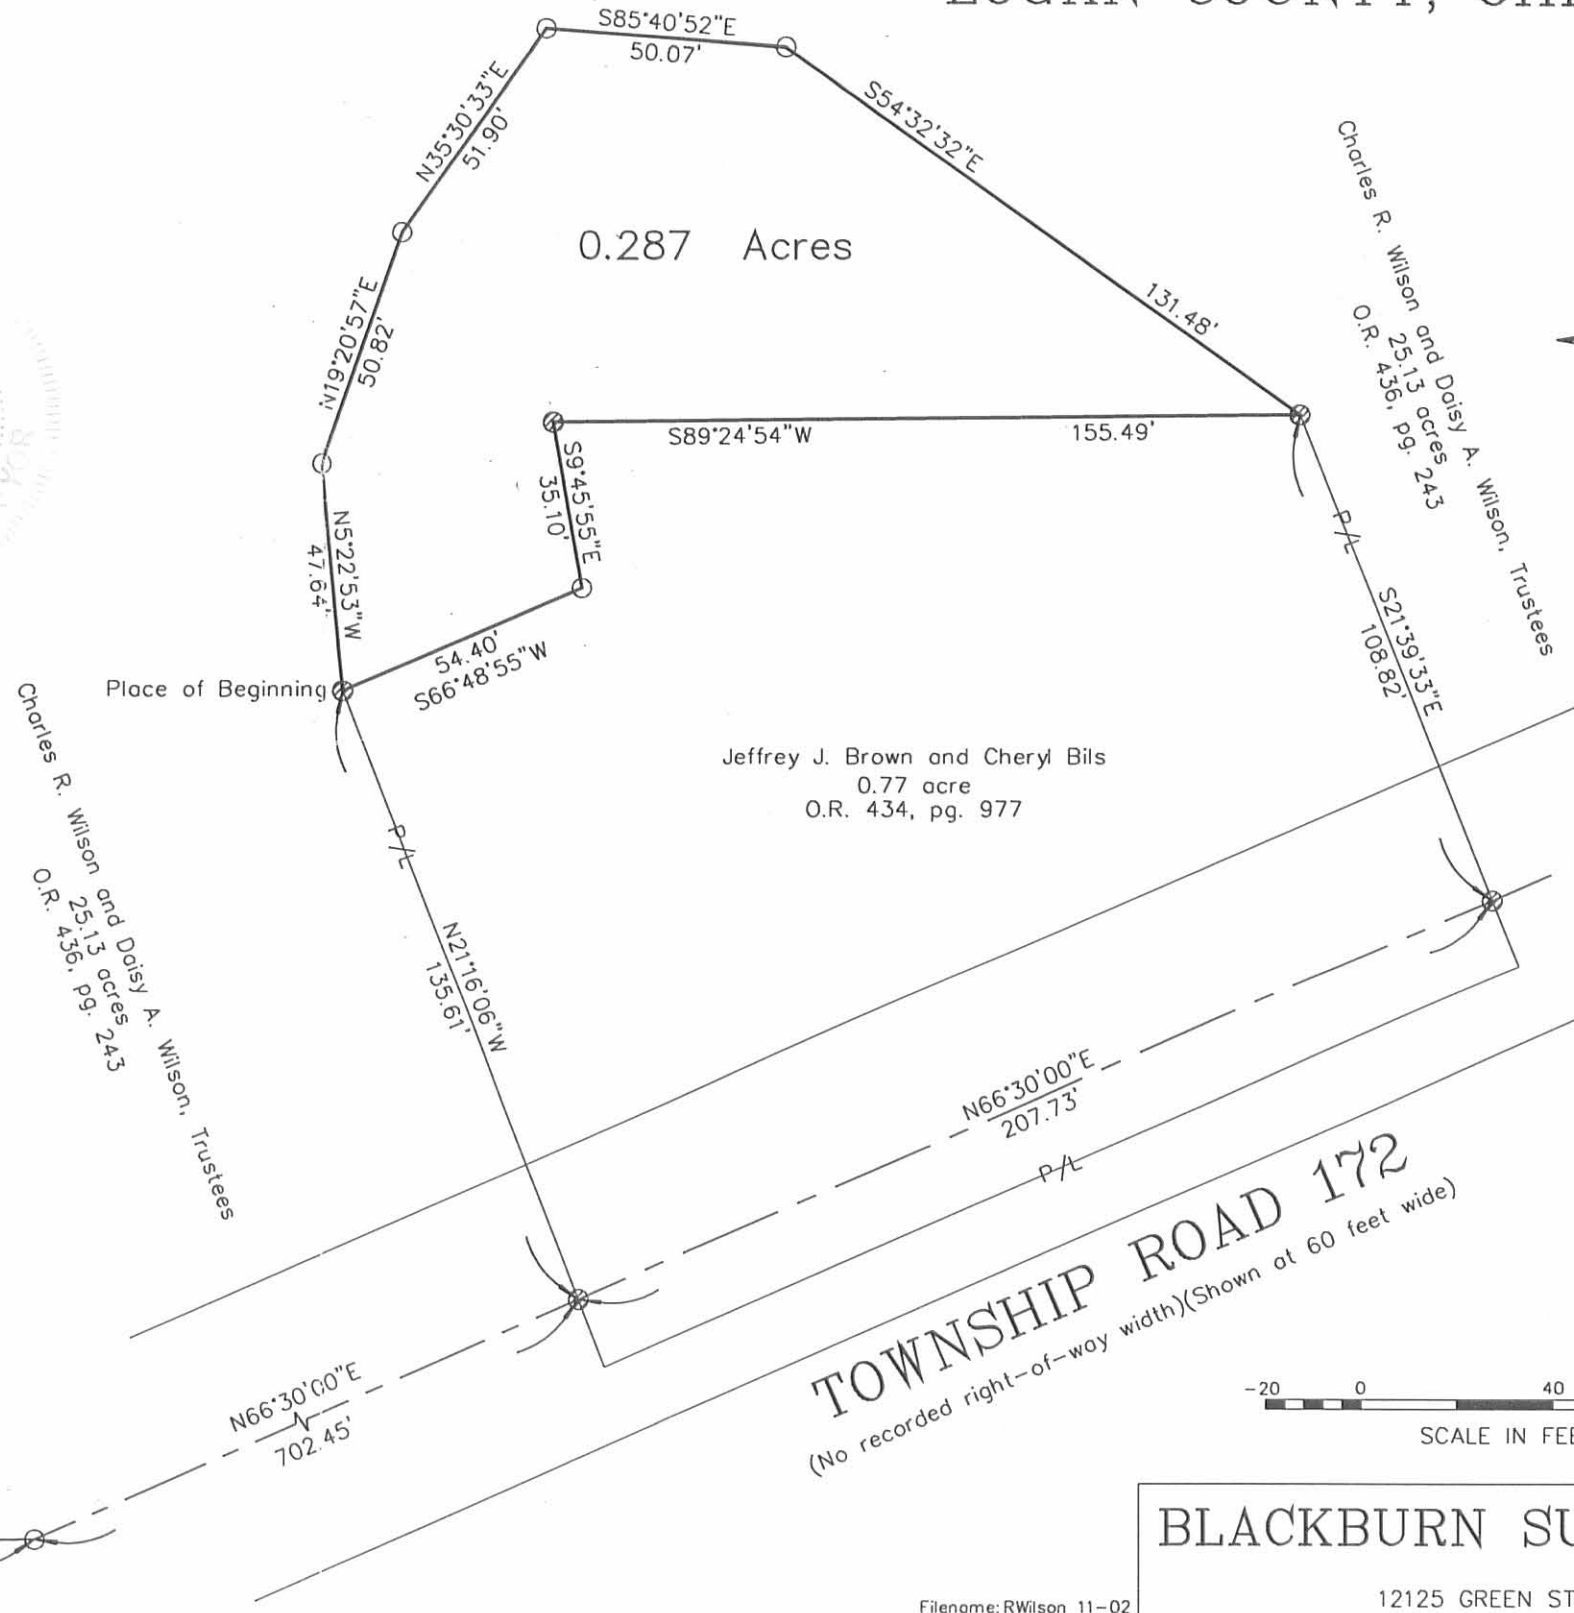 S85°40'52"E
50.07'
N35°30'33"E
51.90'
S54°32'32"E
131.48'
0.287 Acres
N19°20'57"E
50.82'
S89°24'54"W 155.49'
S9°45'55"E
35.10'
N5°22'53"W
47.64'
54.40'
S66°48'55"W
Place of Beginning
Charles R. Wilson and Daisy A. Wilson, Trustees
25.13 acres
O.R. 436, pg. 243
P/L
S21°39'33"E
108.82'
Jeffrey J. Brown and Cheryl Bils
0.77 acre
O.R. 434, pg. 977
Charles R. Wilson and Daisy A. Wilson, Trustees
25.13 acres
O.R. 436, pg. 243
P/L
N21°16'06"W
135.61'
N66°30'00"E
207.73'
P/L
TOWNSHIP ROAD 172
(No recorded right-of-way width)(Shown at 60 feet wide)
N66°30'00"E
702.45'
-20 0 40
SCALE IN FEE
BLACKBURN SU
12125 GREEN ST
Filename: RWilson 11-02